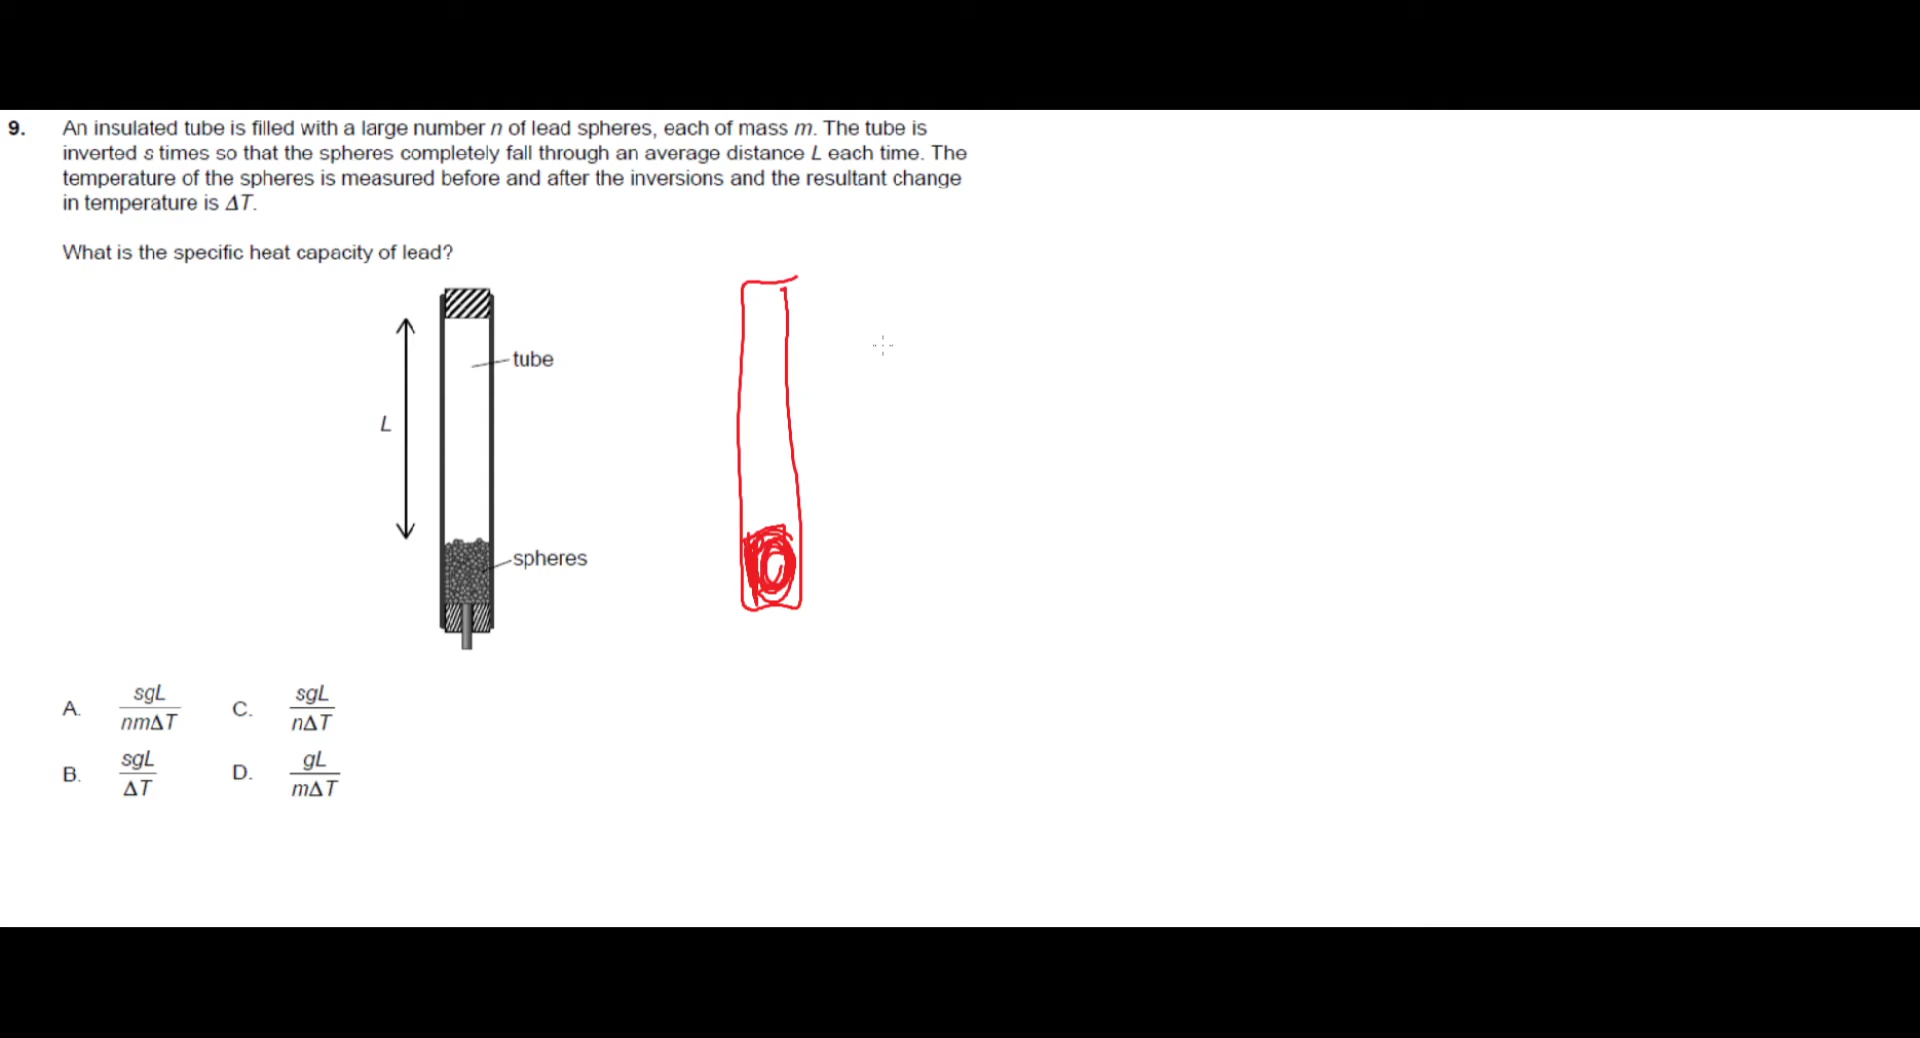 9. An insulated tube is filled with a large number n of lead spheres, each of mass m. The tube is
inverted s times so that the spheres completely fall through an average distance L each time. The
temperature of the spheres is measured before and after the inversions and the resultant change
in temperature is ΔT.
What is the specific heat capacity of lead?
tube
L
spheres
A. sgL / nmΔT
C. sgL / nΔT
B. sgL / ΔT
D. gL / mΔT